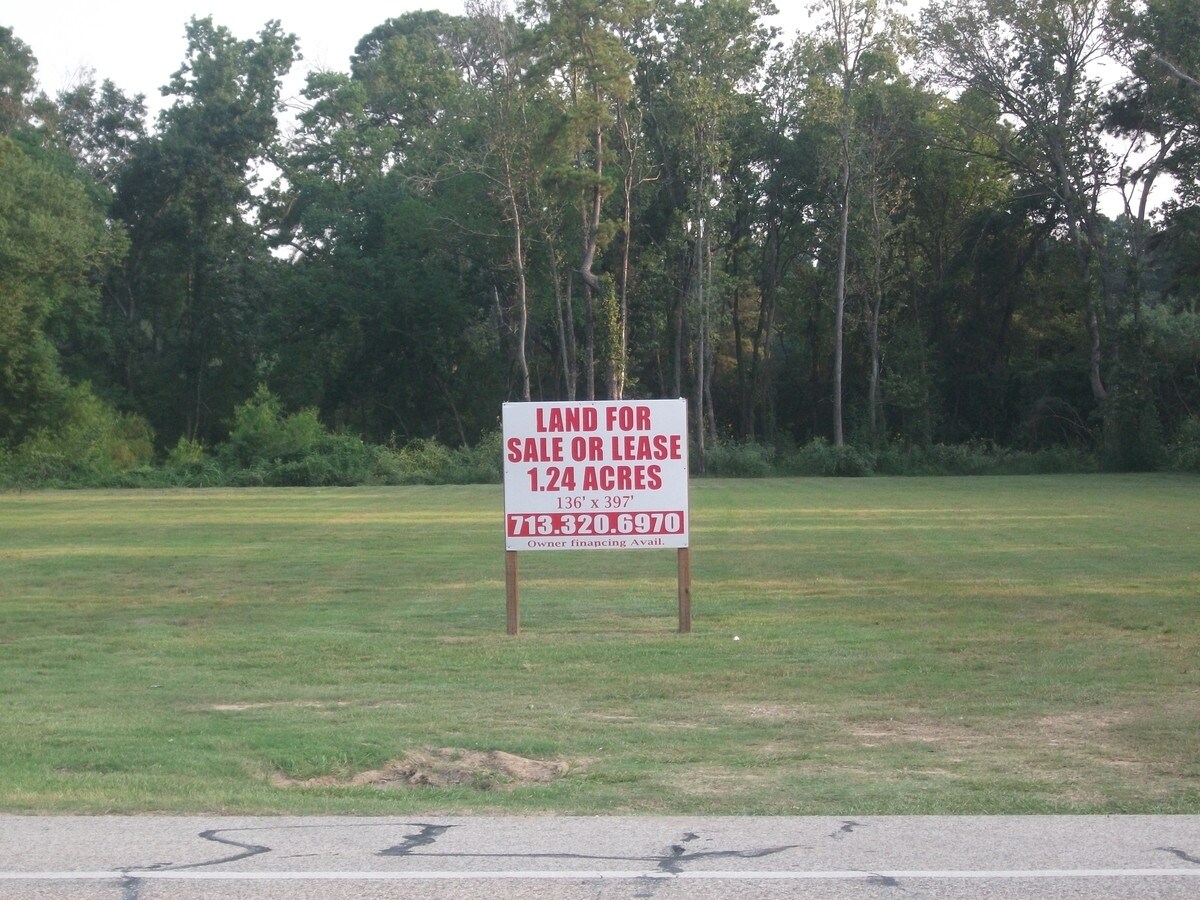 LAND FOR
SALE OR LEASE
1.24 ACRES
136' x 397'
713.320.6970
Owner financing Avail.